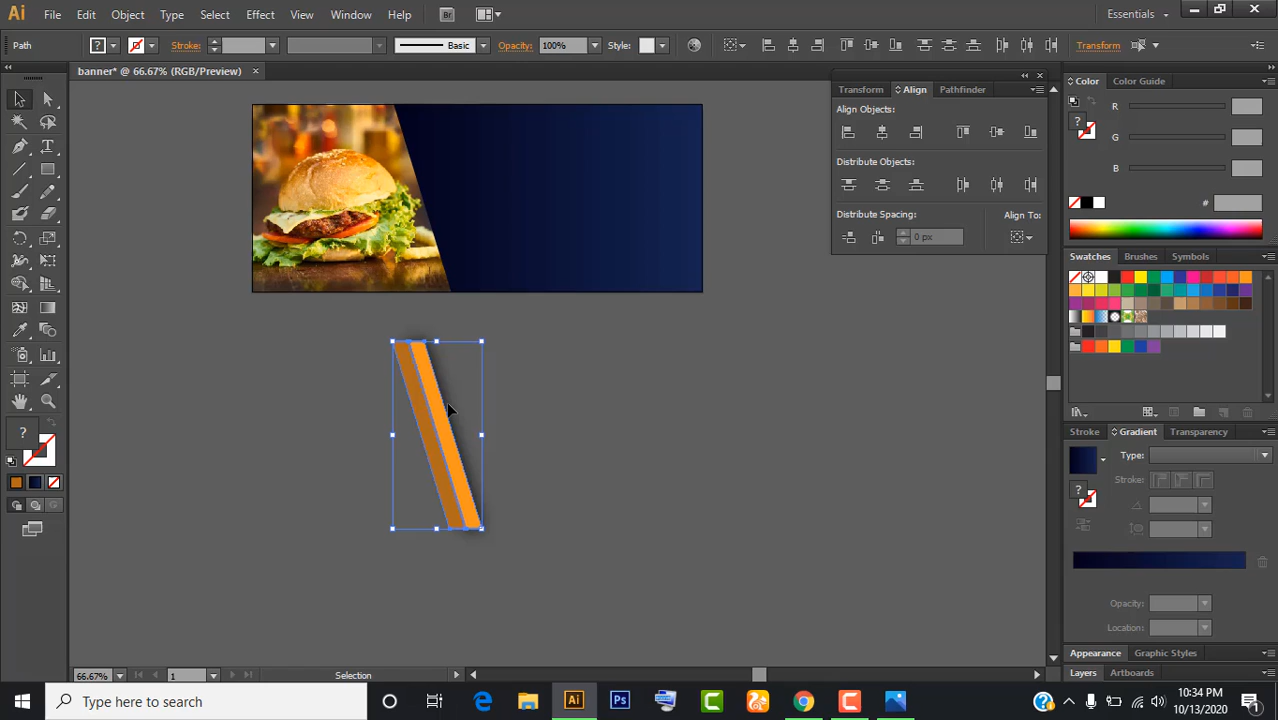 Ai File Edit Object Type Select Effect View Window Help Br Essentials
Path Stroke: Basic Opacity: 100% Style: Transform
banner* @ 66.67% (RGB/Preview)
Transform Align Pathfinder
Align Objects:
Distribute Objects:
Distribute Spacing: Align To:
0 px
Color Color Guide
? R
G
B
#
Swatches Brushes Symbols
Stroke Gradient Transparency
Type:
Stroke:
?
Opacity:
Location:
Appearance Graphic Styles
Layers Artboards
?
66.67% 1 Selection
Type here to search
Ai Ps C
10:34 PM
10/13/2020